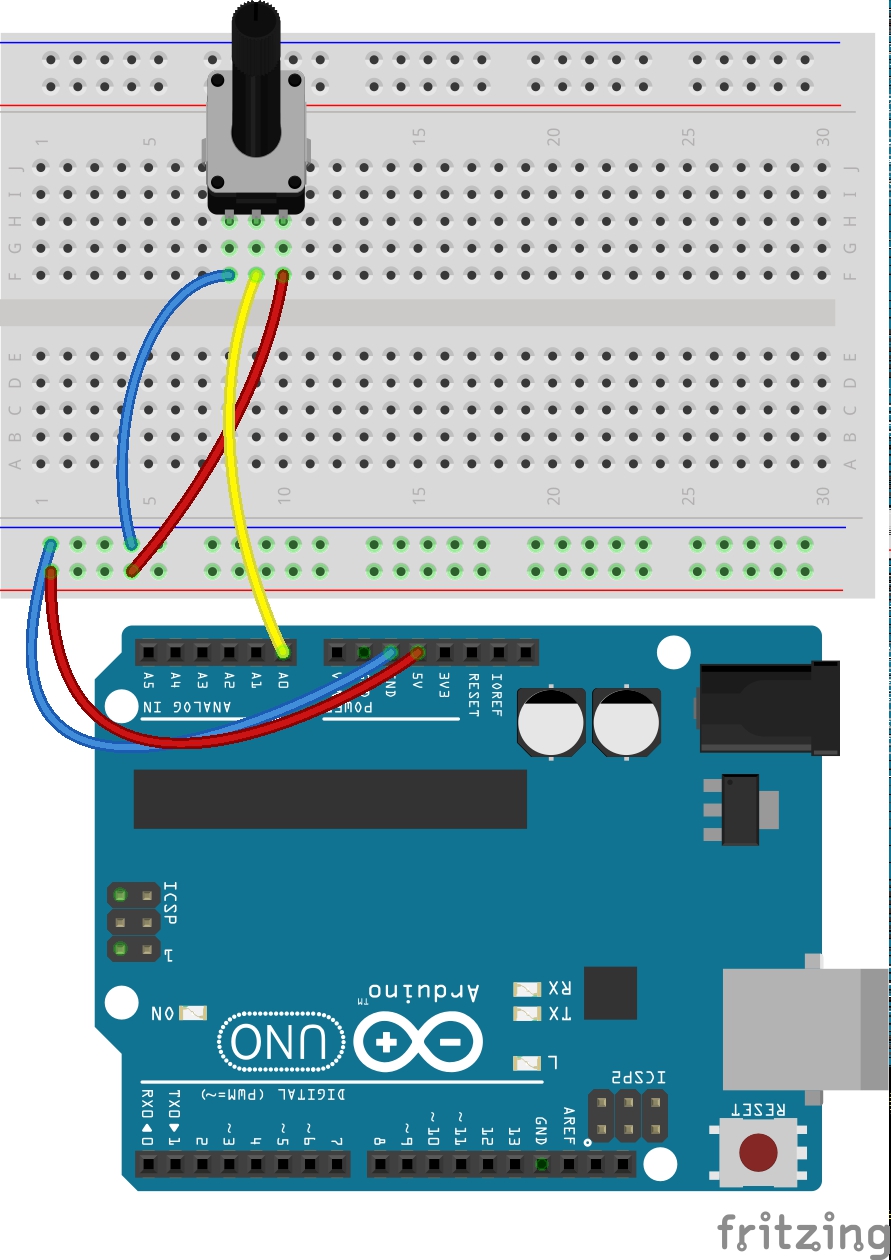 1 5 15 20 25 30
J J
I I
H H
G G
F F
E E
D D
C C
B B
A A
1 5 10 15 20 25 30
A5 A4 A3 A2 A1 A0 5V 3V3 RESET IOREF
ANALOG IN POWER
ICSP
1
Arduino™
RX
ON TX
UNO
L
ICSP2
DIGITAL (PWM=~)
RESET
RX0◀0 TX0▶1 2 ~3 4 ~5 ~6 7 8 ~9 ~10 ~11 12 13 GND AREF
fritzing